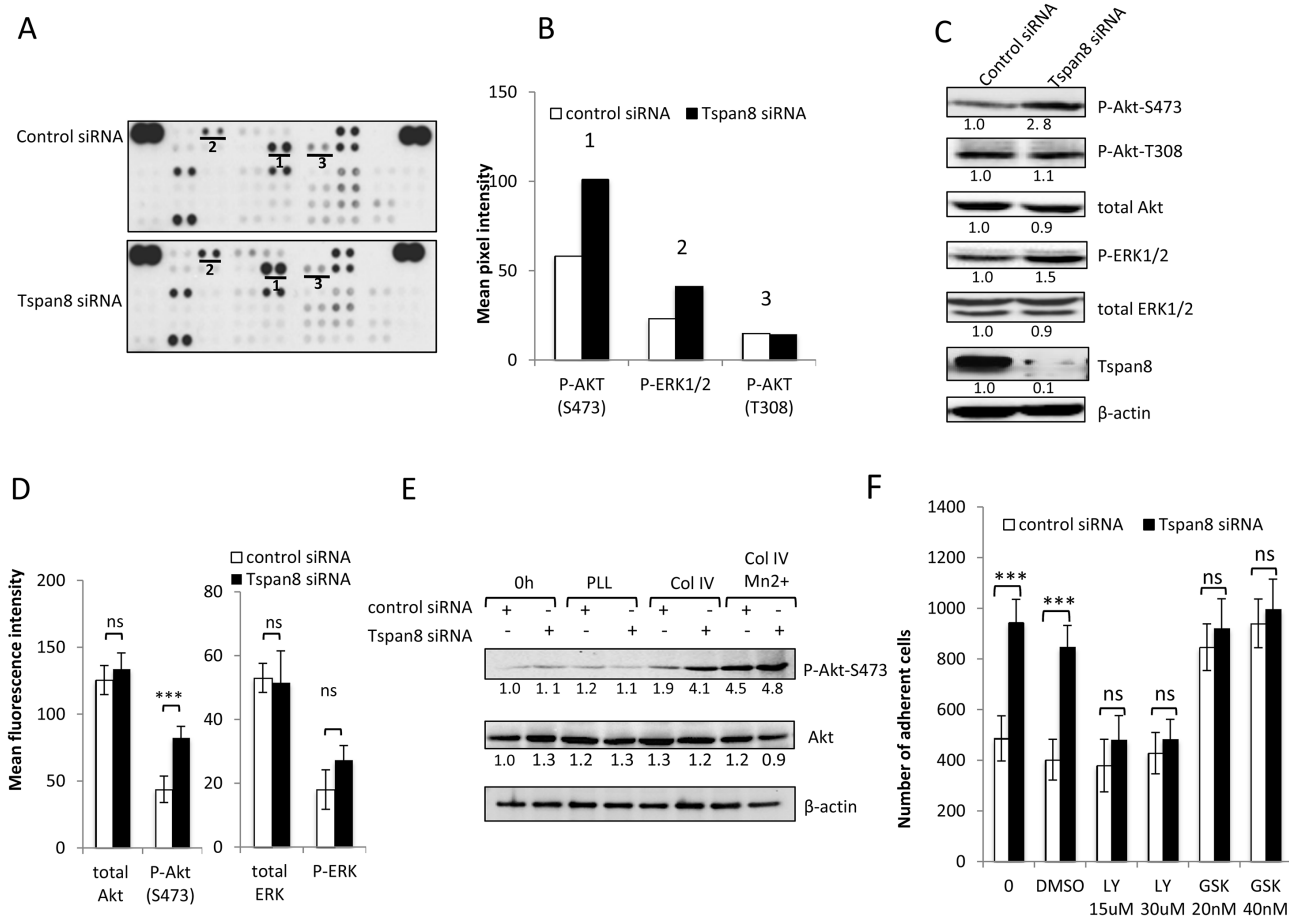 A
Control siRNA
2
1
3
Tspan8 siRNA
2
1
3
B
Mean pixel intensity
150
100
50
0
control siRNA
Tspan8 siRNA
1
2
3
P-AKT P-ERK1/2 P-AKT
(S473) (T308)
C
Control siRNA
Tspan8 siRNA
P-Akt-S473
1.0 2. 8
P-Akt-T308
1.0 1.1
total Akt
1.0 0.9
P-ERK1/2
1.0 1.5
total ERK1/2
1.0 0.9
Tspan8
1.0 0.1
β-actin
D
control siRNA
Tspan8 siRNA
Mean fluorescence intensity
200
150
100
50
0
ns
***
total P-Akt
Akt (S473)
80
60
40
20
0
ns
ns
total P-ERK
ERK
E
Col IV
0h PLL Col IV Mn2+
control siRNA + - + - + - + -
Tspan8 siRNA - + - + - + - +
P-Akt-S473
1.0 1. 1 1.2 1.1 1.9 4.1 4.5 4.8
Akt
1.0 1.3 1.2 1.3 1.3 1.2 1.2 0.9
β-actin
F
Number of adherent cells
1400
1200
1000
800
600
400
200
0
control siRNA
Tspan8 siRNA
***
***
ns
ns
ns
ns
0 DMSO LY LY GSK GSK
15uM 30uM 20nM 40nM